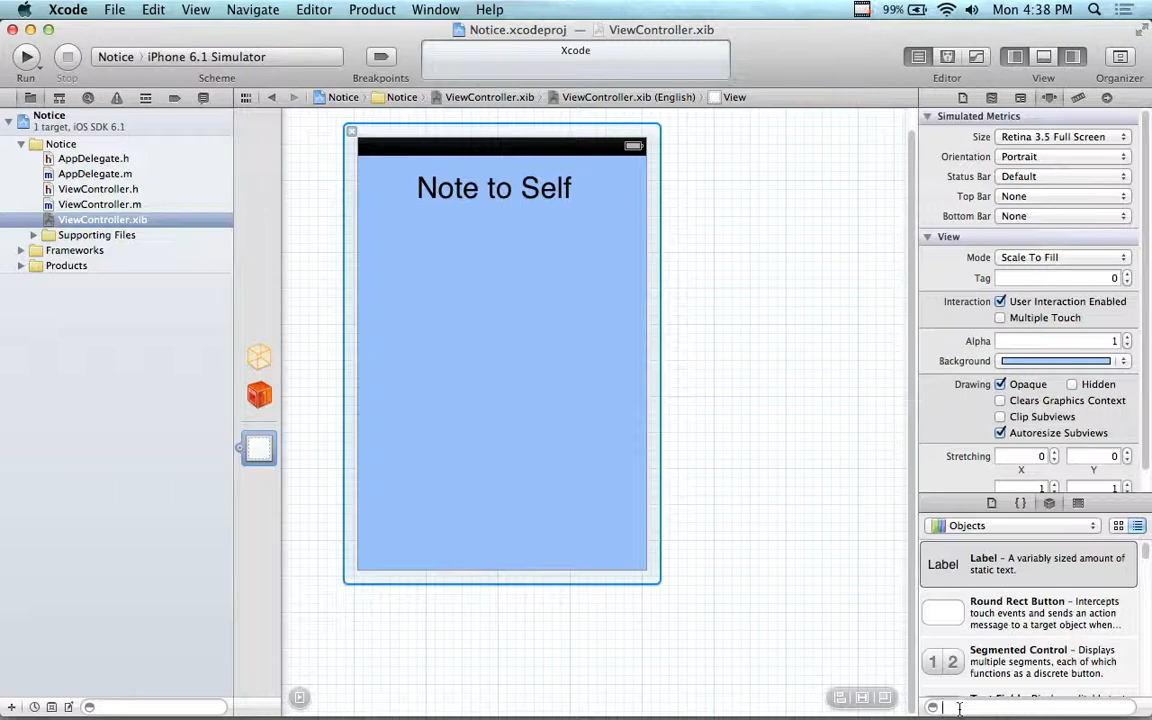 Xcode File Edit View Navigate Editor Product Window Help 99% Mon 4:38 PM
Notice.xcodeproj — ViewController.xib
Notice iPhone 6.1 Simulator
Xcode
Run Stop Scheme Breakpoints Editor View Organizer
Notice Notice ViewController.xib ViewController.xib (English) View
Notice
1 target, iOS SDK 6.1
Notice
AppDelegate.h
AppDelegate.m
ViewController.h
ViewController.m
ViewController.xib
Supporting Files
Frameworks
Products
Note to Self
Simulated Metrics
Size Retina 3.5 Full Screen
Orientation Portrait
Status Bar Default
Top Bar None
Bottom Bar None
View
Mode Scale To Fill
Tag 0
Interaction User Interaction Enabled
Multiple Touch
Alpha 1
Background
Drawing Opaque Hidden
Clears Graphics Context
Clip Subviews
Autoresize Subviews
Stretching 0 0
X Y
1 1
Objects
Label Label – A variably sized amount of
static text.
Round Rect Button – Intercepts
touch events and sends an action
message to a target object when...
1 2 Segmented Control – Displays
multiple segments, each of which
functions as a discrete button.